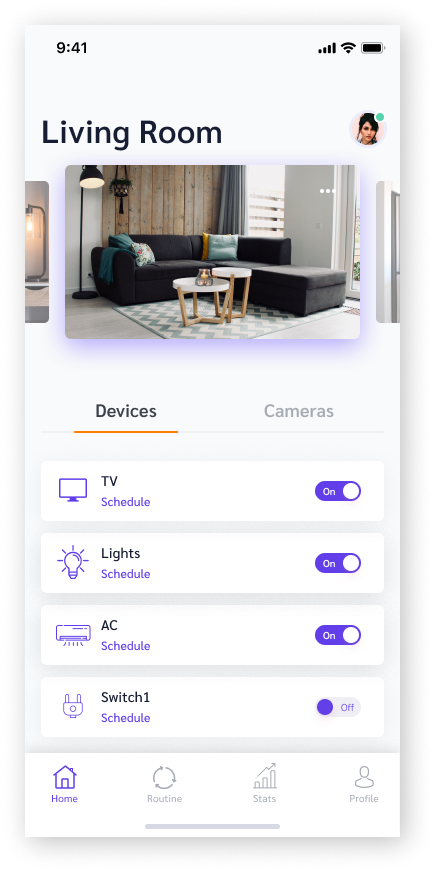 9:41
Living Room
Devices
Cameras
TV
Schedule
On
Lights
Schedule
On
AC
Schedule
On
Switch1
Schedule
Off
Home
Routine
Stats
Profile